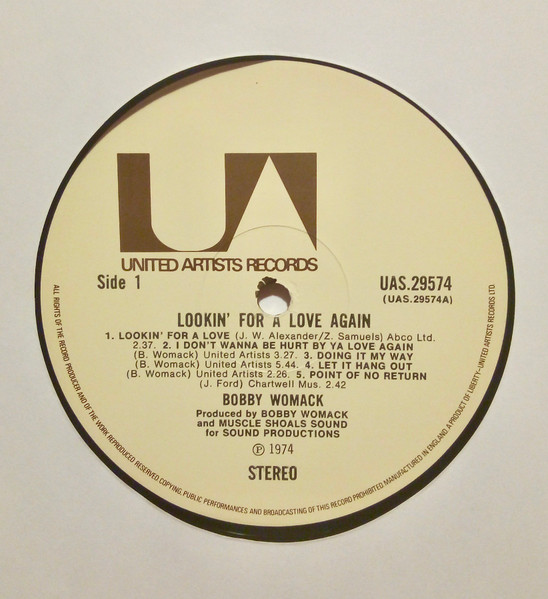 UA
UNITED ARTISTS RECORDS
Side 1
UAS.29574
(UAS.29574A)
LOOKIN' FOR A LOVE AGAIN
1. LOOKIN' FOR A LOVE (J. W. Alexander/Z. Samuels) Abco Ltd.
2.37. 2. I DON'T WANNA BE HURT BY YA LOVE AGAIN
(B. Womack) United Artists 3.27. 3. DOING IT MY WAY
(B. Womack) United Artists 5.44. 4. LET IT HANG OUT
(B. Womack) United Artists 2.26. 5. POINT OF NO RETURN
(J. Ford) Chartwell Mus. 2.42
BOBBY WOMACK
Produced by BOBBY WOMACK
and MUSCLE SHOALS SOUND
for SOUND PRODUCTIONS
Ⓟ 1974
STEREO
ALL RIGHTS OF THE RECORD PRODUCER AND OF THE WORK REPRODUCED RESERVED COPYING, PUBLIC PERFORMANCES AND BROADCASTING OF THIS RECORD PROHIBITED MANUFACTURED IN ENGLAND. A PRODUCT OF LIBERTY-UNITED ARTISTS RECORDS LTD.